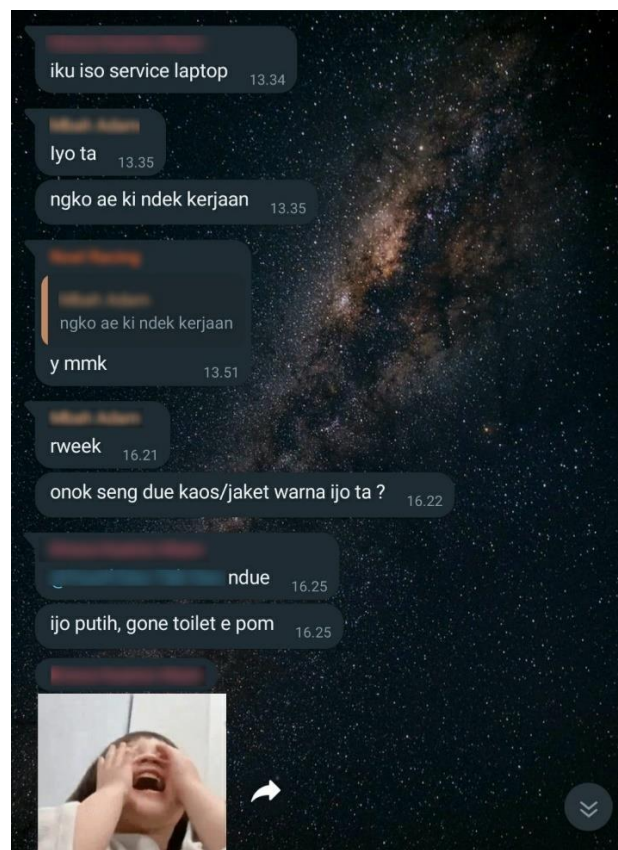 iku iso service laptop 13.34
Iyo ta 13.35
ngko ae ki ndek kerjaan 13.35
ngko ae ki ndek kerjaan
y mmk 13.51
rweek 16.21
onok seng due kaos/jaket warna ijo ta ? 16.22
ndue 16.25
ijo putih, gone toilet e pom 16.25